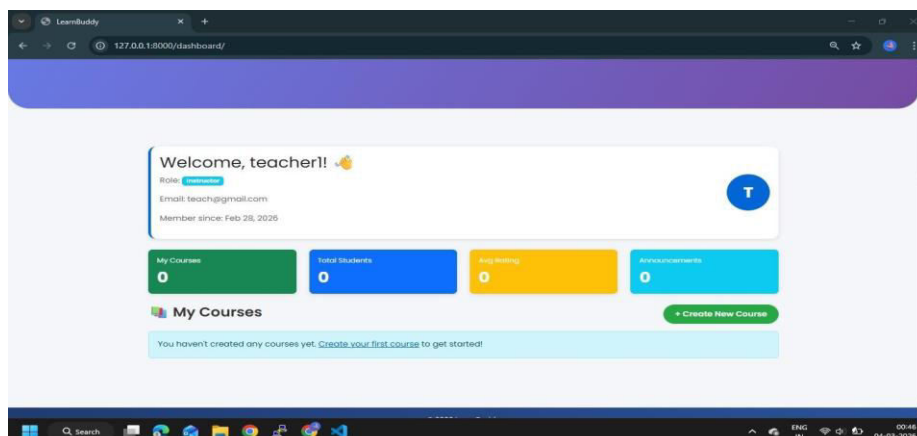 LearnBuddy
127.0.0.1:8000/dashboard/
Welcome, teacher1!
Role: Instructor
Email: teach@gmail.com
Member since: Feb 28, 2026
My Courses
0
Total Students
0
Avg Rating
0
Announcements
0
My Courses
+ Create New Course
You haven't created any courses yet. Create your first course to get started!
Search
ENG
IN
00:46
T